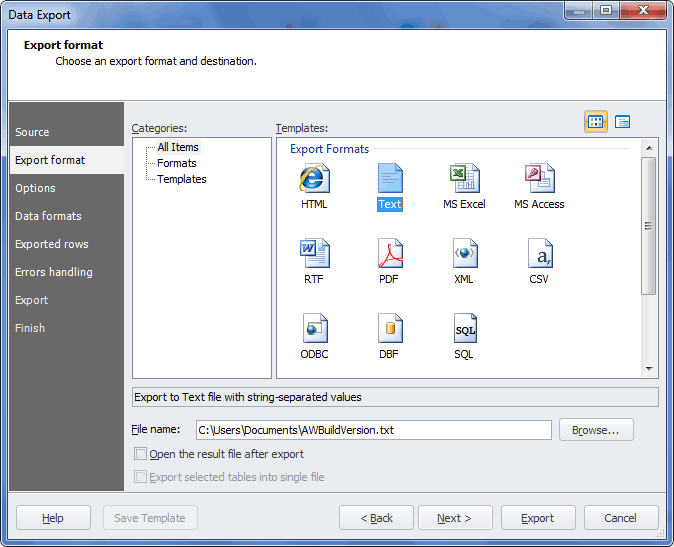 Data Export
Export format
Choose an export format and destination.
Source
Export format
Options
Data formats
Exported rows
Errors handling
Export
Finish
Categories:
All Items
Formats
Templates
Templates:
Export Formats
HTML Text MS Excel MS Access
RTF PDF XML CSV
ODBC DBF SQL
Export to Text file with string-separated values
File name: C:\Users\Documents\AWBuildVersion.txt Browse...
Open the result file after export
Export selected tables into single file
Help Save Template < Back Next > Export Cancel